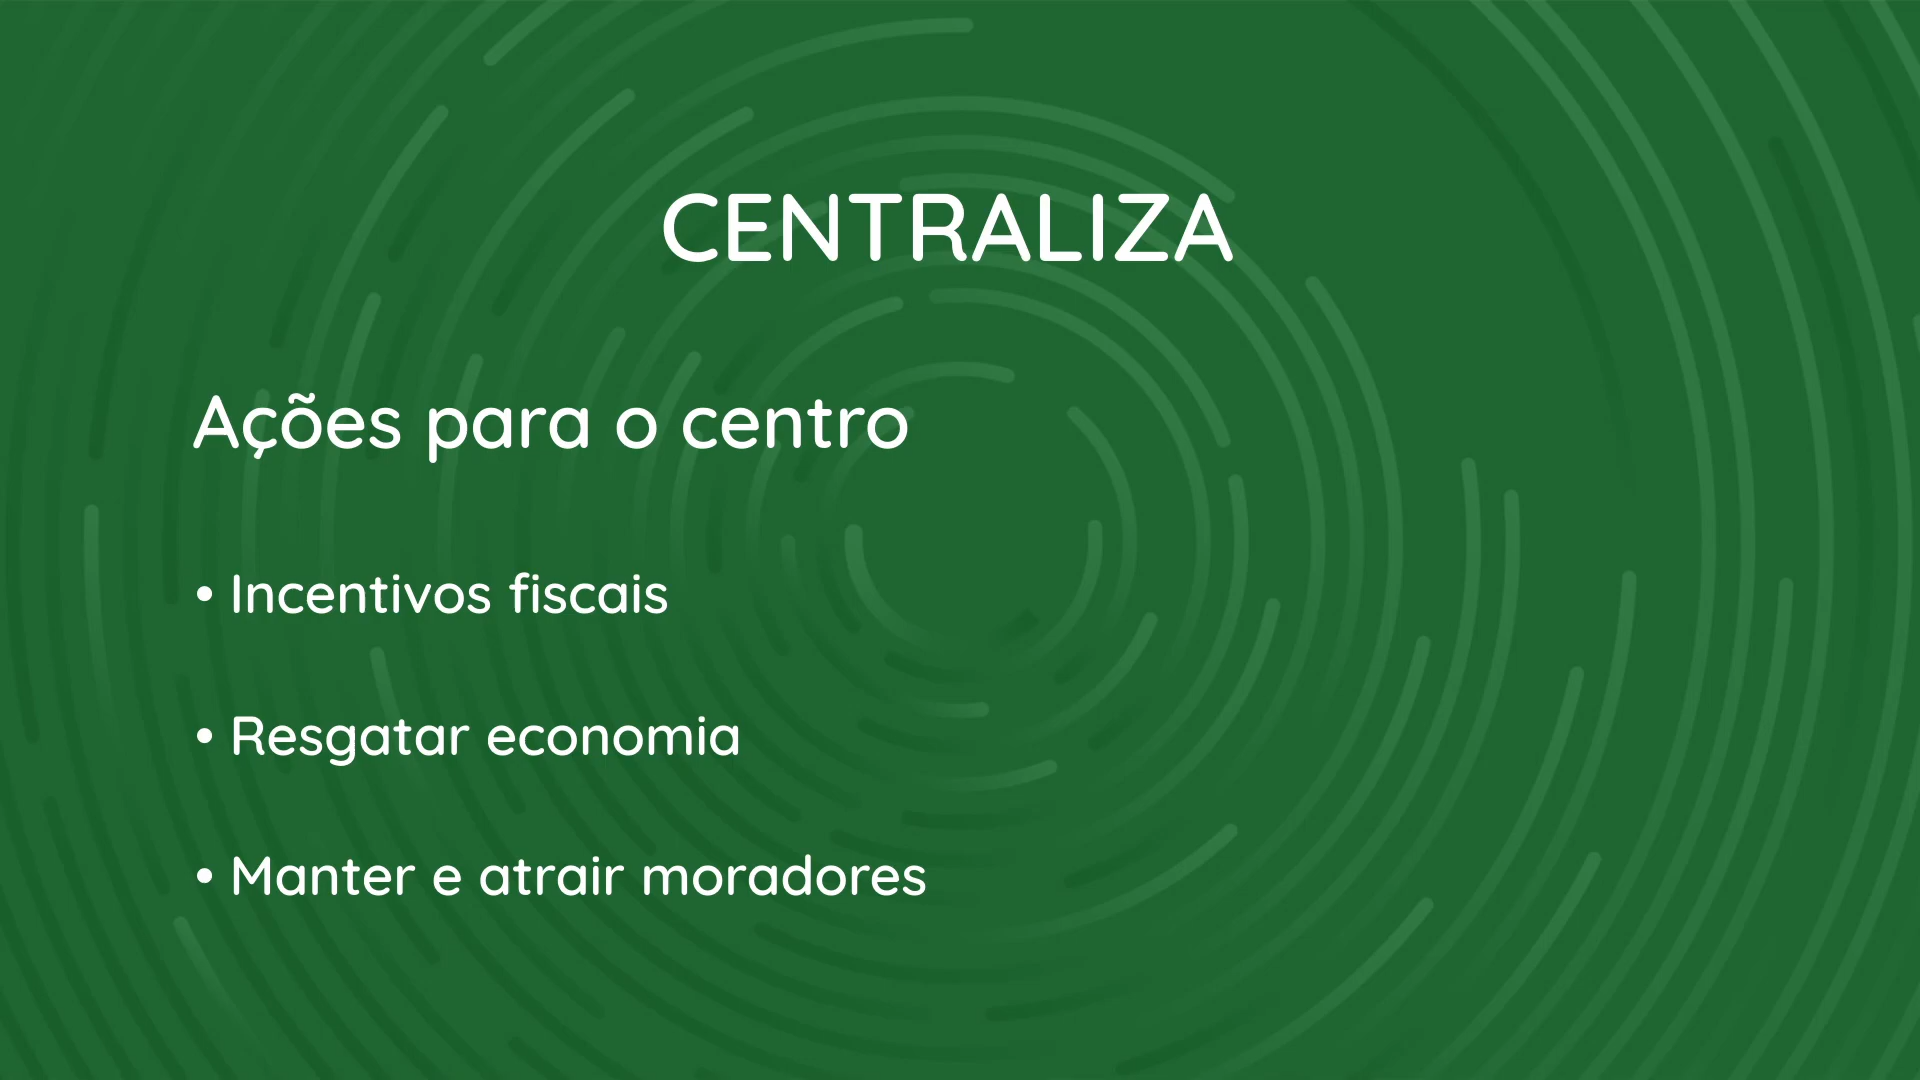 CENTRALIZA
Ações para o centro
• Incentivos fiscais
• Resgatar economia
• Manter e atrair moradores